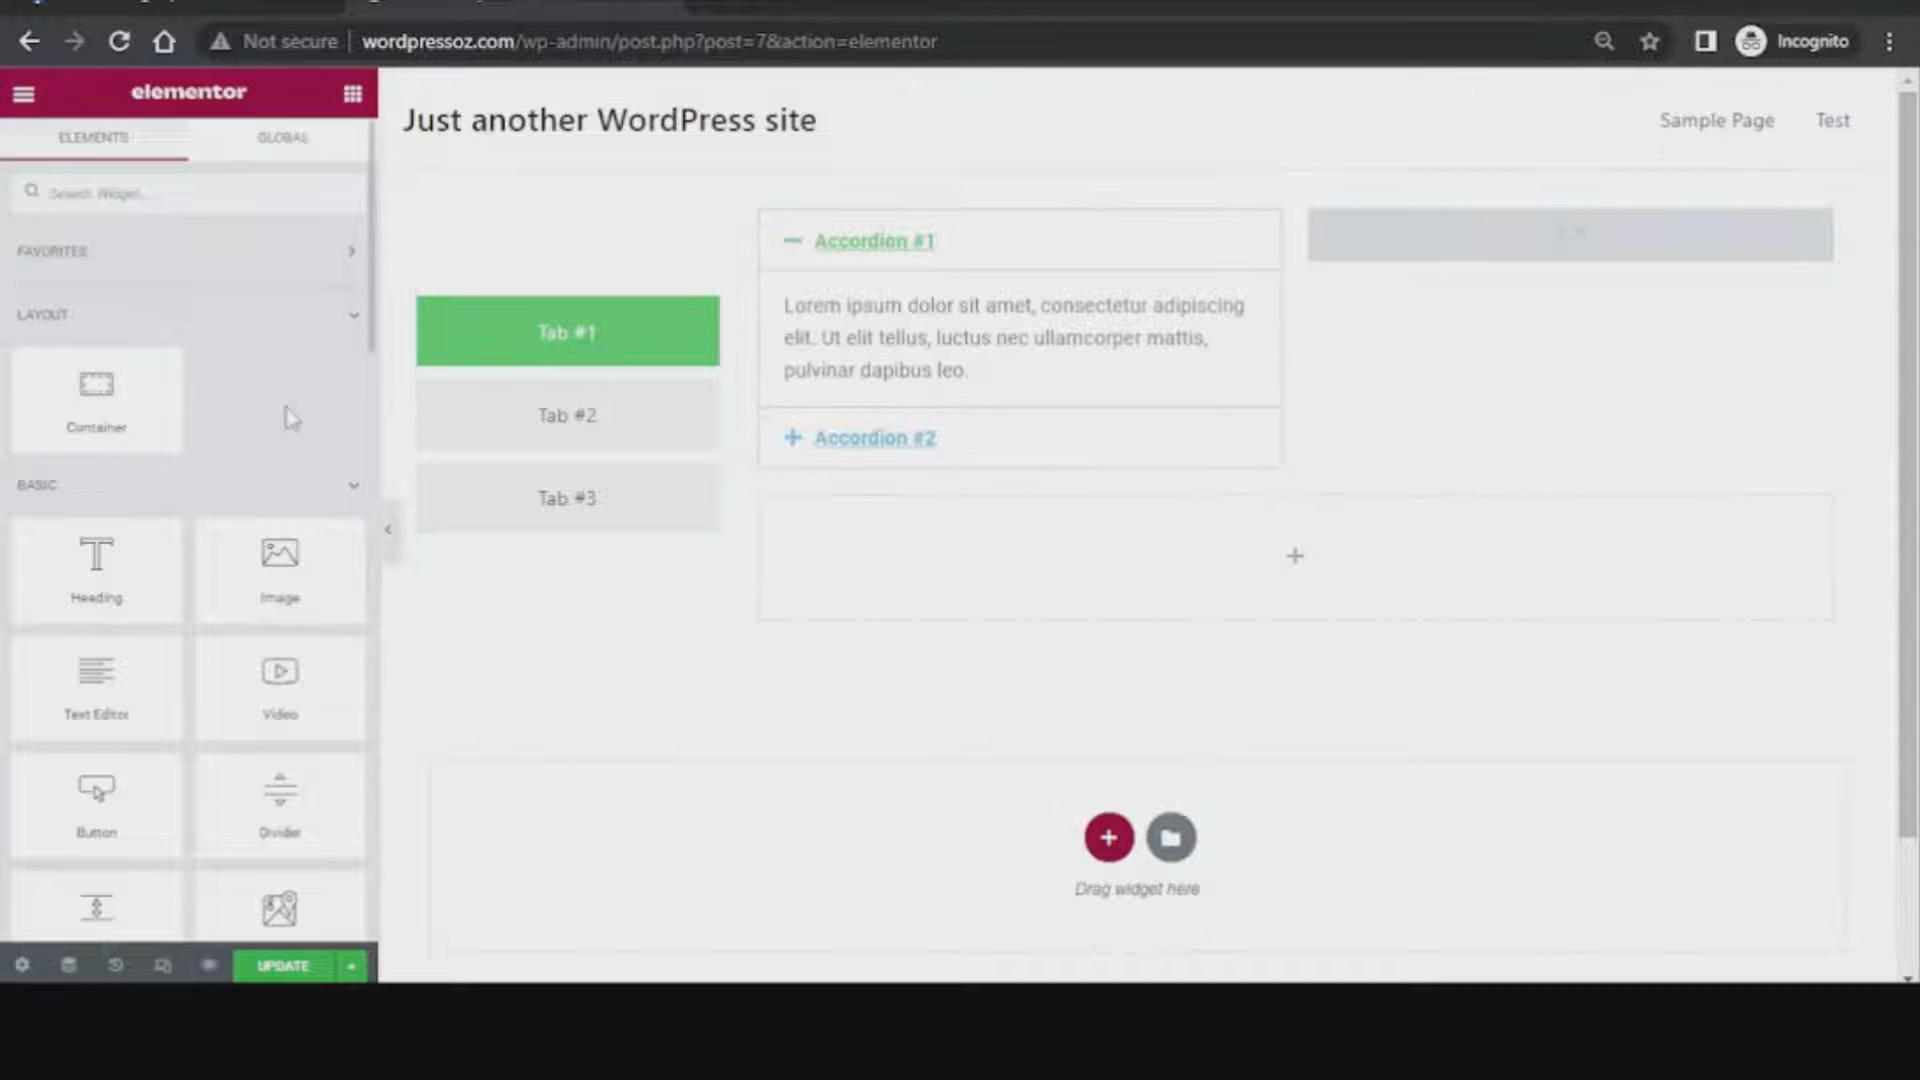 Not secure
wordpressoz.com/wp-admin/post.php?post=7&action=elementor
Incognito
elementor
ELEMENTS
GLOBAL
Search Widget...
FAVORITES
LAYOUT
Container
BASIC
Heading
Image
Text Editor
Video
Button
Divider
UPDATE
Just another WordPress site
Sample Page
Test
Tab #1
Tab #2
Tab #3
Accordion #1
Lorem ipsum dolor sit amet, consectetur adipiscing
elit. Ut elit tellus, luctus nec ullamcorper mattis,
pulvinar dapibus leo.
Accordion #2
Drag widget here